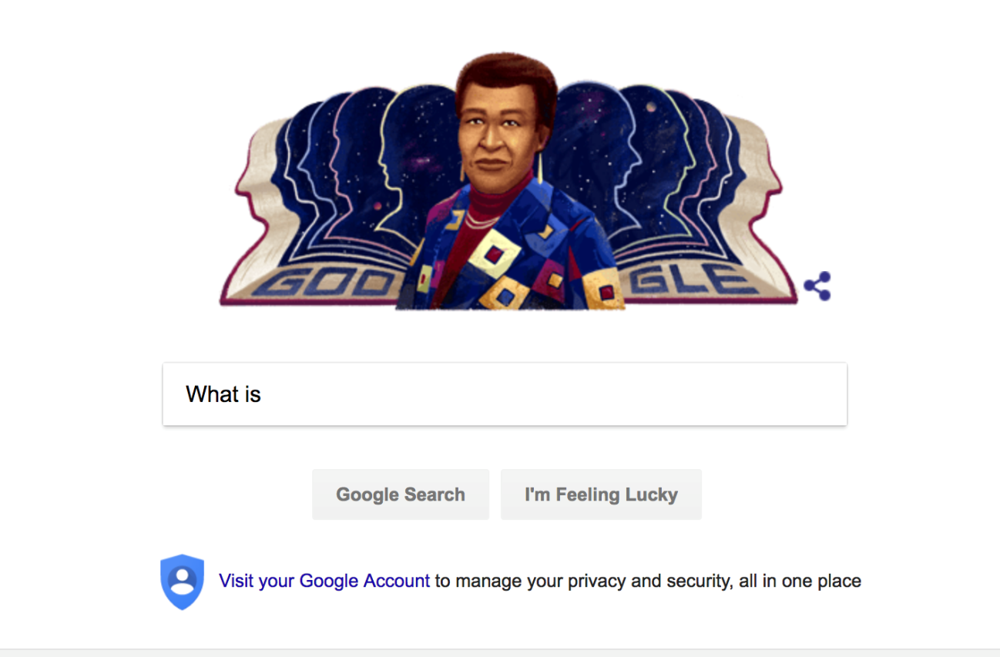 GOO GLE
What is
Google Search I'm Feeling Lucky
Visit your Google Account to manage your privacy and security, all in one place